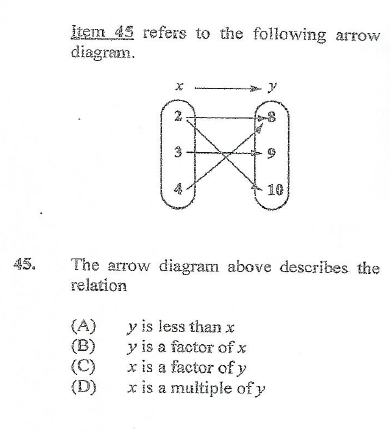 Item 45 refers to the following arrow
diagram.
x y
2 8
3 9
4 10
45. The arrow diagram above describes the
relation
(A) y is less than x
(B) y is a factor of x
(C) x is a factor of y
(D) x is a multiple of y